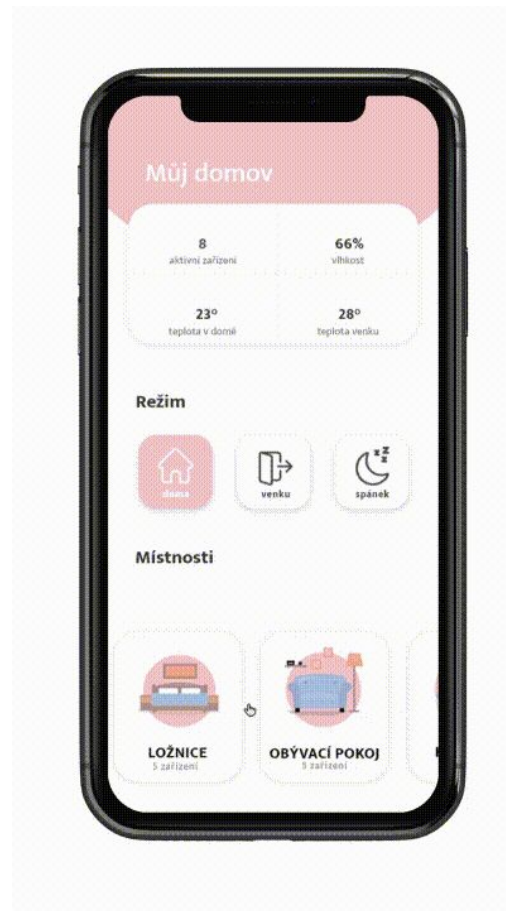 Můj domov
8
aktivní zařízení
66%
vlhkost
23°
teplota v domě
28°
teplota venku
Režim
doma
venku
spánek
z z z
Místnosti
LOŽNICE
5 zařízení
OBÝVACÍ POKOJ
5 zařízení